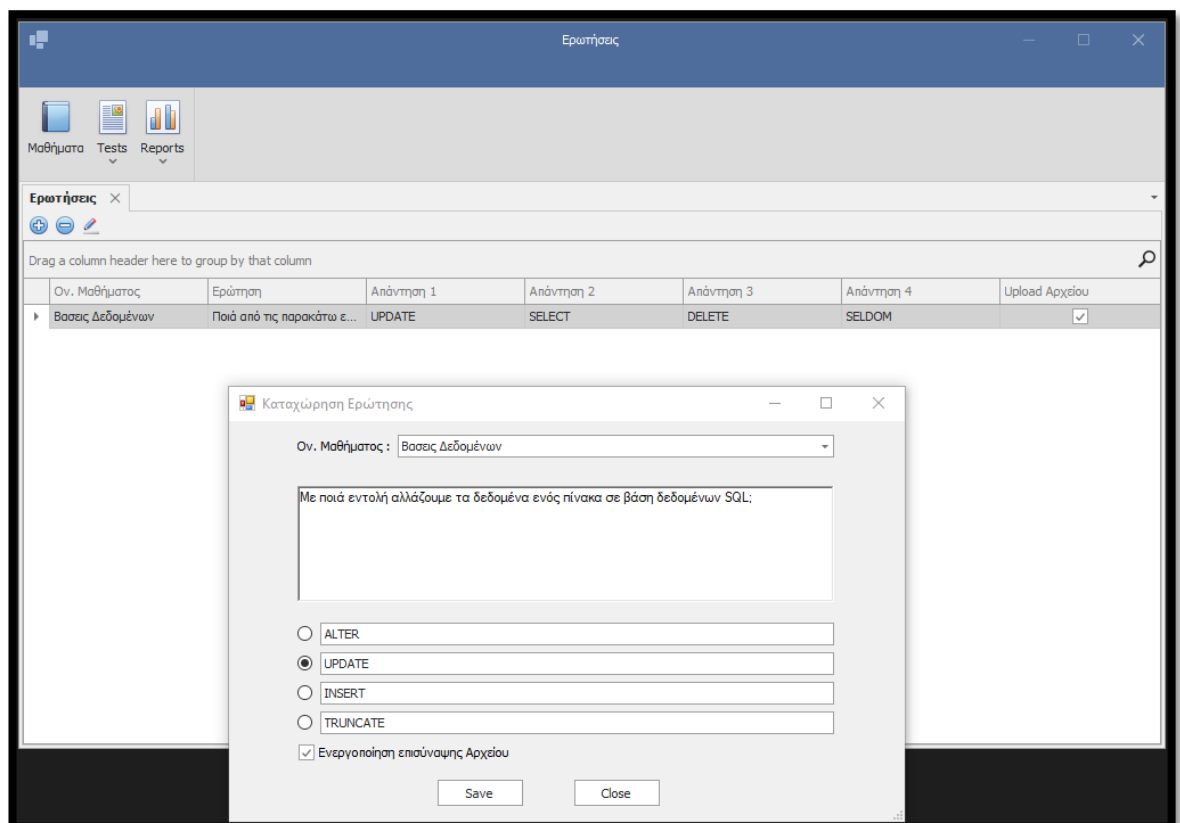 Ερωτήσεις
Μαθήματα Tests Reports
Ερωτήσεις
Drag a column header here to group by that column
Ον. Μαθήματος Ερώτηση Απάντηση 1 Απάντηση 2 Απάντηση 3 Απάντηση 4 Upload Αρχείου
Βασεις Δεδομένων Ποιά από τις παρακάτω ε... UPDATE SELECT DELETE SELDOM
Καταχώρηση Ερώτησης
Ον. Μαθήματος : Βασεις Δεδομένων
Με ποιά εντολή αλλάζουμε τα δεδομένα ενός πίνακα σε βάση δεδομένων SQL;
ALTER
UPDATE
INSERT
TRUNCATE
Ενεργοποίηση επισύναψης Αρχείου
Save Close